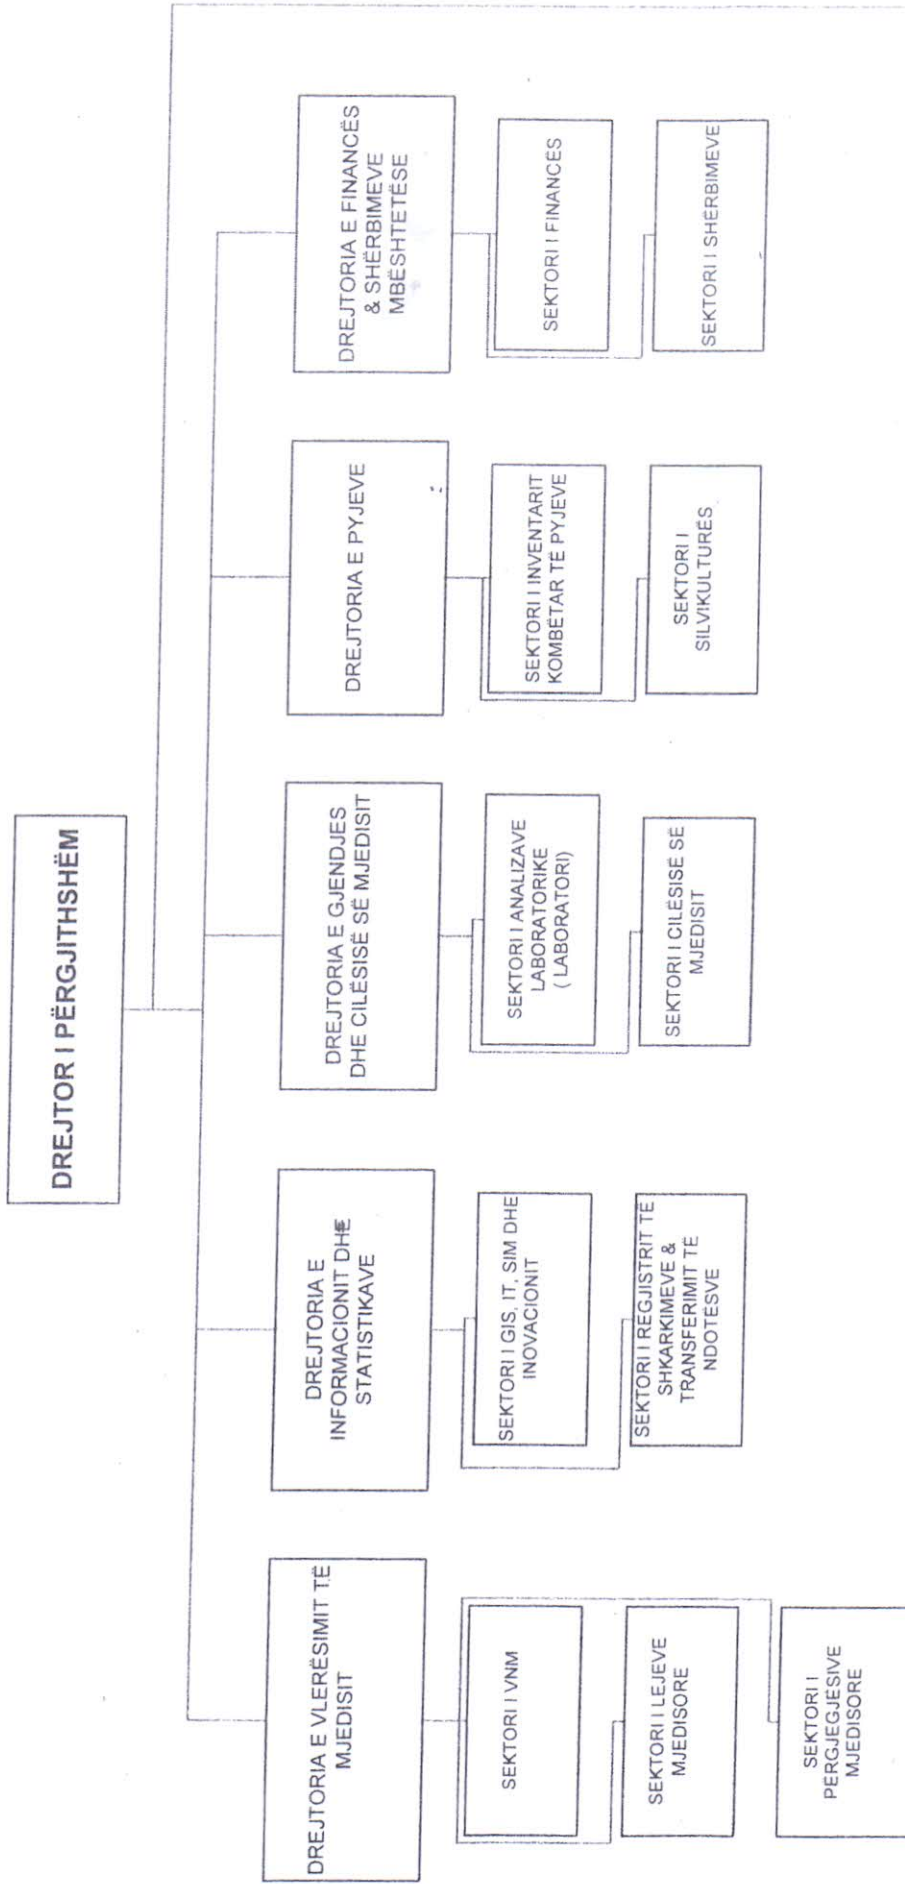 DREJTOR I PËRGJITHSHËM
DREJTORIA E VLERËSIMIT TË
MJEDISIT
SEKTORI I VNM
SEKTORI I LEJEVE
MJEDISORE
SEKTORI I
PËRGJEGJËSIVE
MJEDISORE
DREJTORIA E
INFORMACIONIT DHE
STATISTIKAVE
SEKTORI I GIS, IT, SIM DHE
INOVACIONIT
SEKTORI I REGJISTRIT TË
SHKARKIMEVE &
TRANSFERIMIT TË
NDOTËSVE
DREJTORIA E GJENDJES
DHE CILËSISË SË MJEDISIT
SEKTORI I ANALIZAVE
LABORATORIKE
( LABORATORI)
SEKTORI I CILËSISË SË
MJEDISIT
DREJTORIA E PYJEVE
SEKTORI I INVENTARIT
KOMBËTAR TË PYJEVE
SEKTORI I
SILVIKULTURËS
DREJTORIA E FINANCËS
& SHËRBIMEVE
MBËSHTETËSE
SEKTORI I FINANCËS
SEKTORI I SHËRBIMEVE